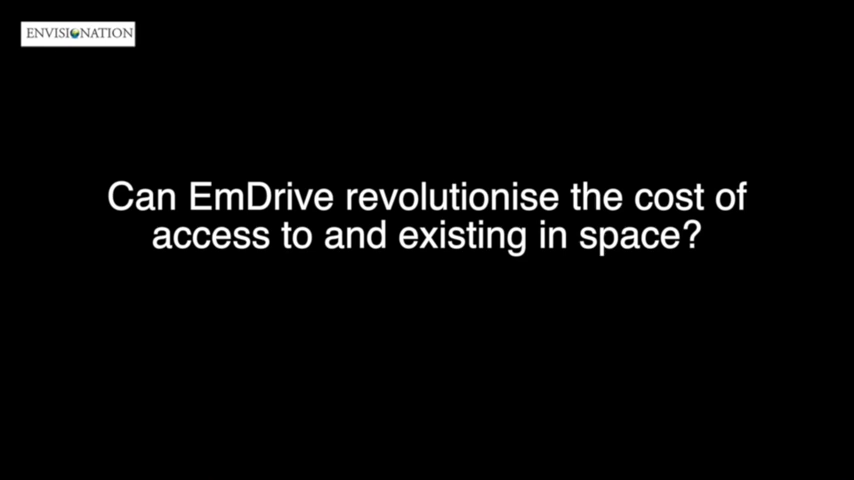 ENVISIONATION
Can EmDrive revolutionise the cost of
access to and existing in space?